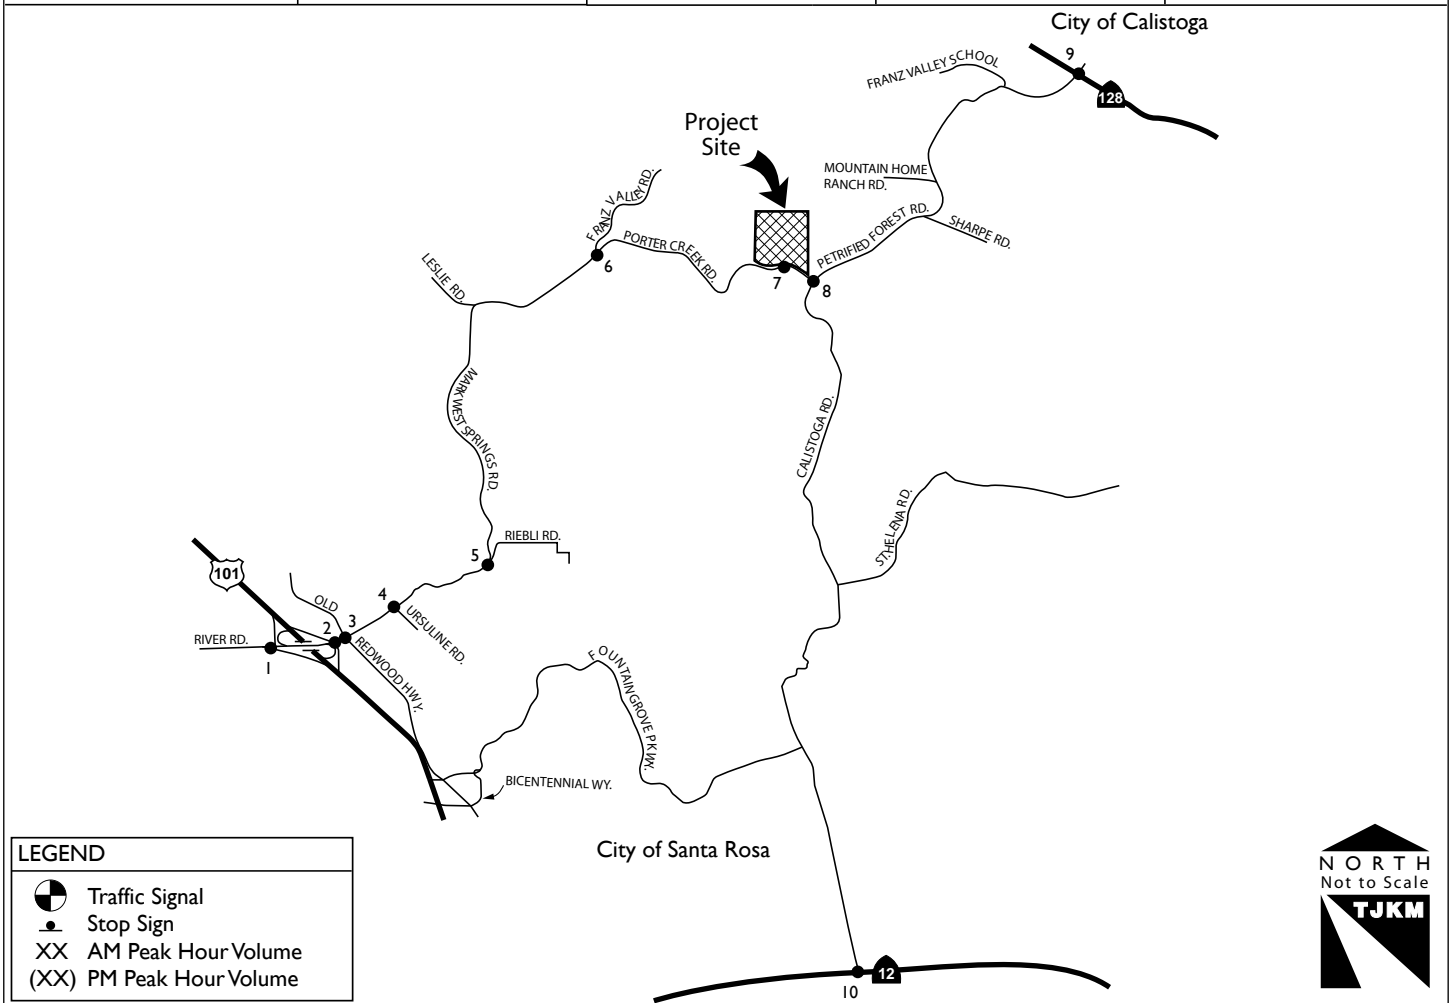 City of Calistoga
9
FRANZ VALLEY SCHOOL
128
Project
Site
MOUNTAIN HOME
RANCH RD.
FRANZ VALLEY RD.
PETRIFIED FOREST RD.
SHARPE RD.
PORTER CREEK RD.
6
LESLIE RD.
7
8
MARK WEST SPRINGS RD.
CALISTOGA RD.
ST. HELENA RD.
RIEBLI RD.
5
101
4
OLD
2
3
URSULINE RD.
RIVER RD.
1
REDWOOD HWY.
FOUNTAINGROVE PKWY.
BICENTENNIAL WY.
City of Santa Rosa
LEGEND
Traffic Signal
Stop Sign
XX AM Peak Hour Volume
(XX) PM Peak Hour Volume
NORTH
Not to Scale
TJKM
12
10